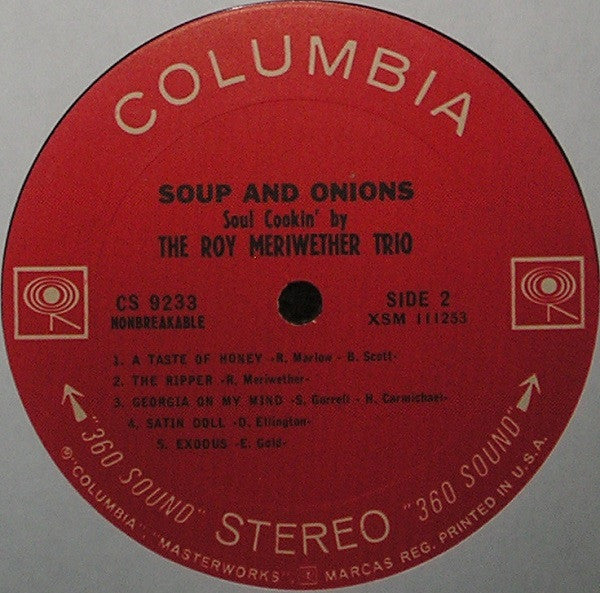 COLUMBIA
SOUP AND ONIONS
Soul Cookin' by
THE ROY MERIWETHER TRIO
CS 9233
NONBREAKABLE
SIDE 2
XSM 111253
1. A TASTE OF HONEY -R. Marlow - B. Scott-
2. THE RIPPER -R. Meriwether-
3. GEORGIA ON MY MIND -S. Gorrell - H. Carmichael-
4. SATIN DOLL -D. Ellington-
5. EXODUS -E. Gold-
"360 SOUND" STEREO "360 SOUND"
® "COLUMBIA", "MASTERWORKS", MARCAS REG. PRINTED IN U.S.A.